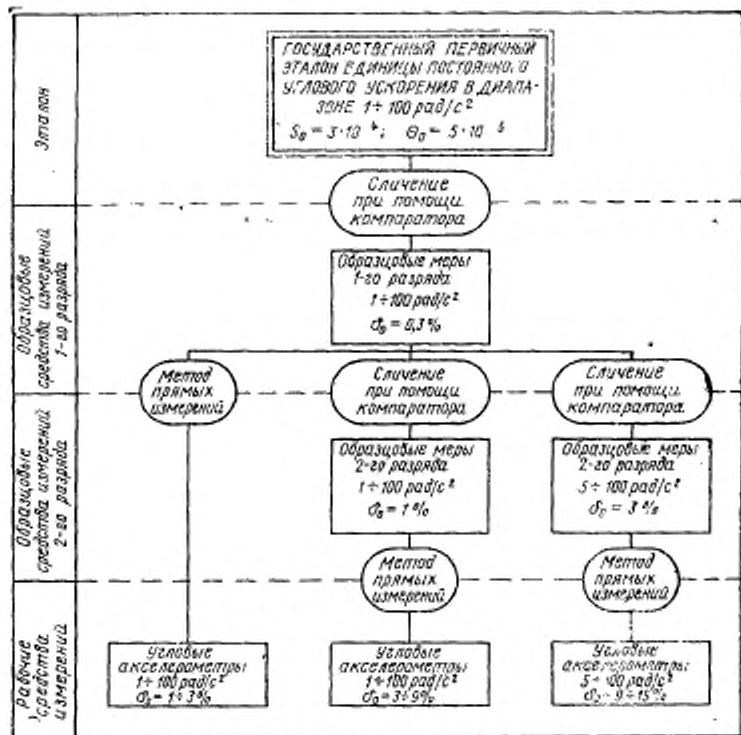 Эталон
ГОСУДАРСТВЕННЫЙ ПЕРВИЧНЫЙ
ЭТАЛОН ЕДИНИЦЫ ПОСТОЯННОГО
УГЛОВОГО УСКОРЕНИЯ В ДИАПА-
ЗОНЕ 1÷100 рад/с²
Сличение
при помощи
компаратора
Образцовые
средства измерений
1-го разряда
Образцовые меры
1-го разряда
1÷100 рад/с²
δ₀ = 0,3 %
Метод
прямых
измерений
Сличение
при помощи
компаратора
Сличение
при помощи
компаратора
Образцовые
средства измерений
2-го разряда
Образцовые меры
2-го разряда
1÷100 рад/с²
δ₀ = 1 %
Образцовые меры
2-го разряда
5÷100 рад/с²
δ₀ = 3 %
Метод
прямых
измерений
Метод
прямых
измерений
Рабочие
средства
измерений
Угловые
акселерометры
1÷100 рад/с²
δ₀ = 1÷3 %
Угловые
акселерометры
1÷100 рад/с²
δ₀ = 3÷9 %
Угловые
акселерометры
5÷100 рад/с²
δ₀ = 9÷15 %